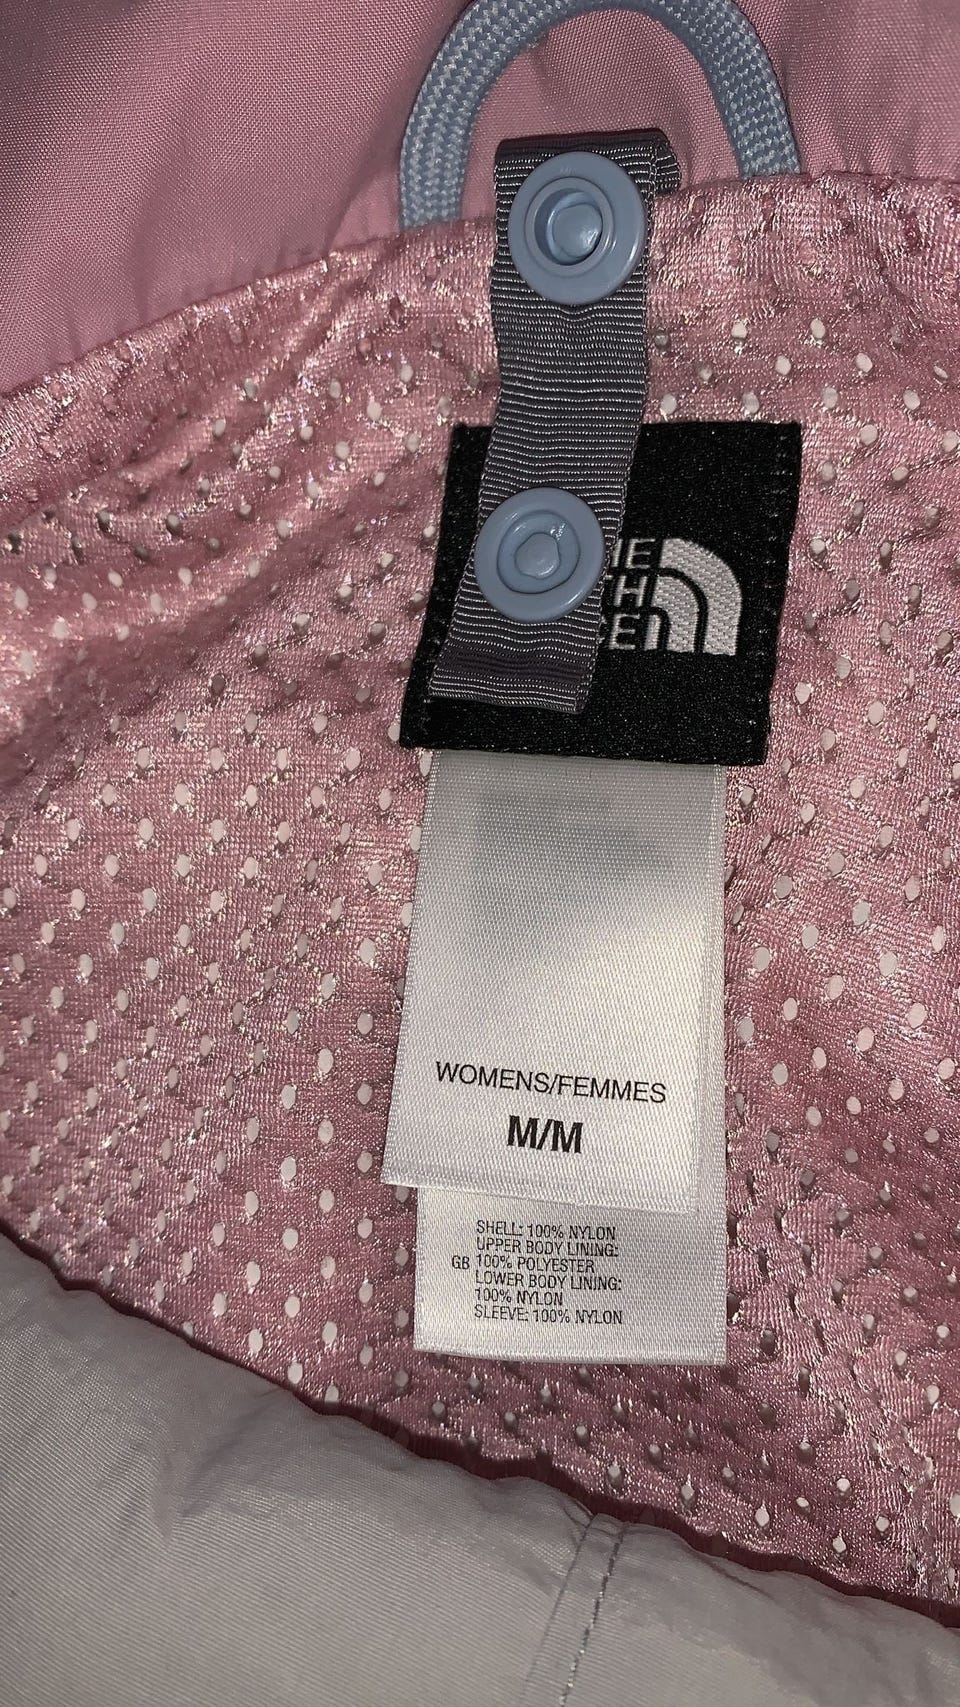 WOMENS/FEMMES
M/M
SHELL: 100% NYLON
UPPER BODY LINING:
GB 100% POLYESTER
LOWER BODY LINING:
100% NYLON
SLEEVE: 100% NYLON